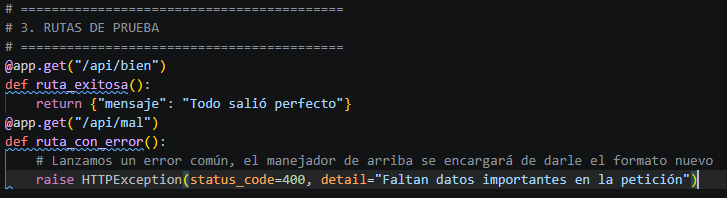 # ==========================================
# 3. RUTAS DE PRUEBA
# ==========================================
@app.get("/api/bien")
def ruta_exitosa():
    return {"mensaje": "Todo salió perfecto"}
@app.get("/api/mal")
def ruta_con_error():
    # Lanzamos un error común, el manejador de arriba se encargará de darle el formato nuevo
    raise HTTPException(status_code=400, detail="Faltan datos importantes en la petición")